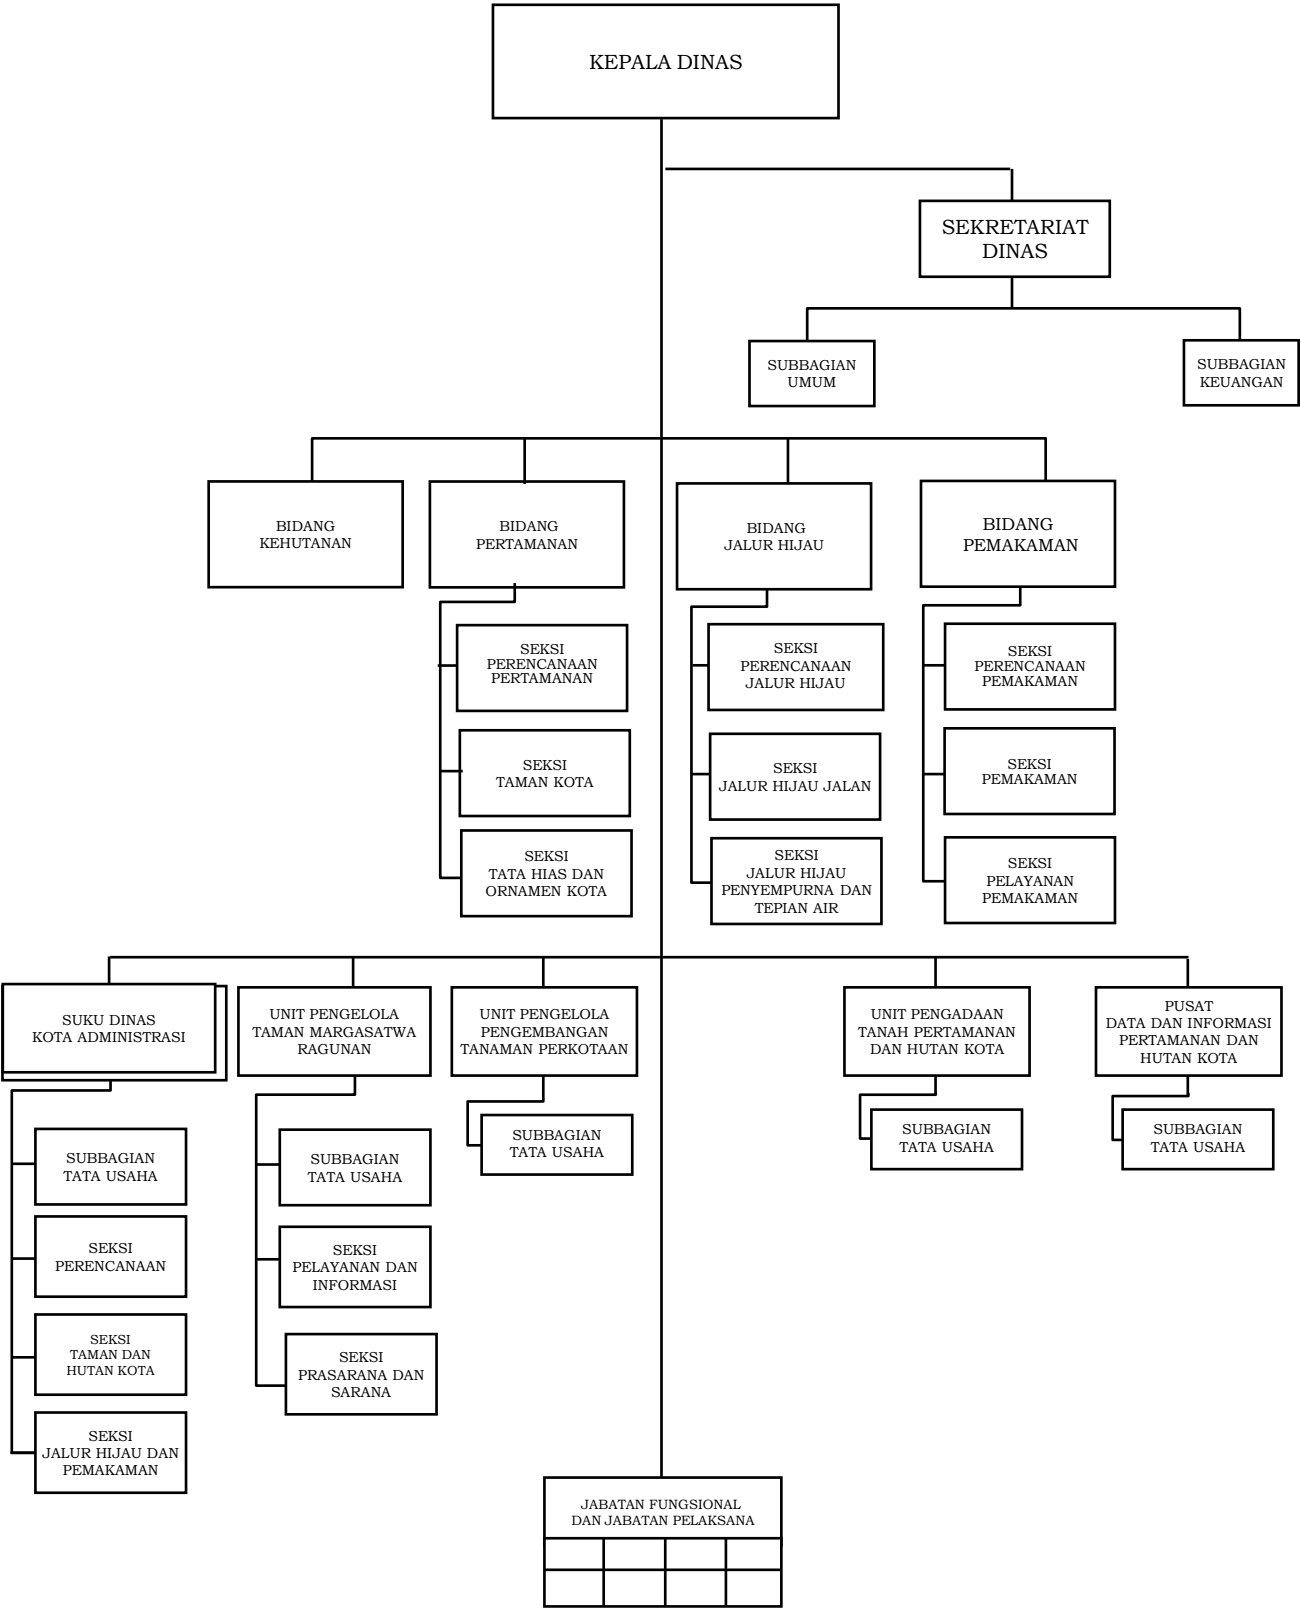 KEPALA DINAS
SEKRETARIAT
DINAS
SUBBAGIAN
UMUM
SUBBAGIAN
KEUANGAN
BIDANG
KEHUTANAN
BIDANG
PERTAMANAN
BIDANG
JALUR HIJAU
BIDANG
PEMAKAMAN
SEKSI
PERENCANAAN
PERTAMANAN
SEKSI
TAMAN KOTA
SEKSI
TATA HIAS DAN
ORNAMEN KOTA
SEKSI
PERENCANAAN
JALUR HIJAU
SEKSI
JALUR HIJAU JALAN
SEKSI
JALUR HIJAU
PENYEMPURNA DAN
TEPIAN AIR
SEKSI
PERENCANAAN
PEMAKAMAN
SEKSI
PEMAKAMAN
SEKSI
PELAYANAN
PEMAKAMAN
SUKU DINAS
KOTA ADMINISTRASI
SUBBAGIAN
TATA USAHA
SEKSI
PERENCANAAN
SEKSI
TAMAN DAN
HUTAN KOTA
SEKSI
JALUR HIJAU DAN
PEMAKAMAN
UNIT PENGELOLA
TAMAN MARGASATWA
RAGUNAN
SUBBAGIAN
TATA USAHA
SEKSI
PELAYANAN DAN
INFORMASI
SEKSI
PRASARANA DAN
SARANA
UNIT PENGELOLA
PENGEMBANGAN
TANAMAN PERKOTAAN
SUBBAGIAN
TATA USAHA
UNIT PENGADAAN
TANAH PERTAMANAN
DAN HUTAN KOTA
SUBBAGIAN
TATA USAHA
PUSAT
DATA DAN INFORMASI
PERTAMANAN DAN
HUTAN KOTA
SUBBAGIAN
TATA USAHA
JABATAN FUNGSIONAL
DAN JABATAN PELAKSANA